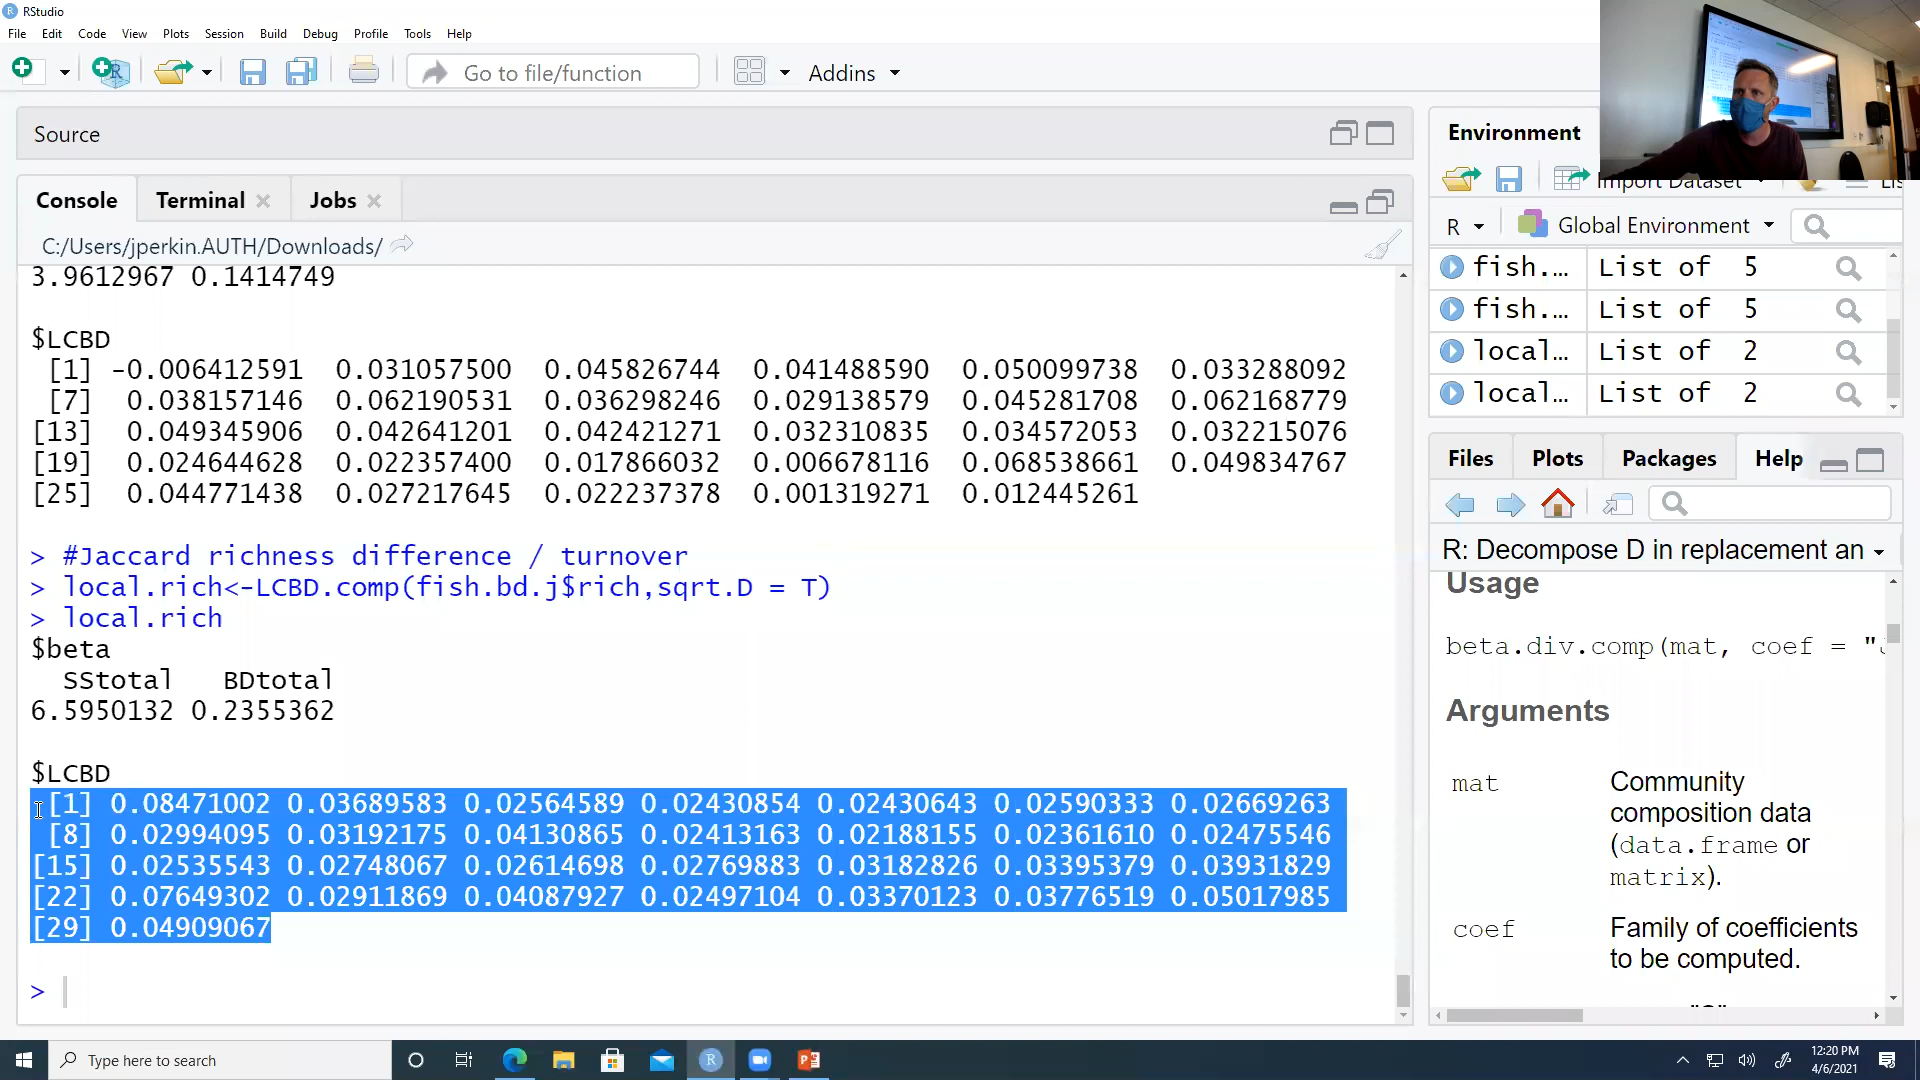 RStudio
File Edit Code View Plots Session Build Debug Profile Tools Help
Go to file/function
Addins
Source
Console Terminal Jobs
C:/Users/jperkin.AUTH/Downloads/
3.9612967 0.1414749
$LCBD
[1] -0.006412591 0.031057500 0.045826744 0.041488590 0.050099738 0.033288092
[7] 0.038157146 0.062190531 0.036298246 0.029138579 0.045281708 0.062168779
[13] 0.049345906 0.042641201 0.042421271 0.032310835 0.034572053 0.032215076
[19] 0.024644628 0.022357400 0.017866032 0.006678116 0.068538661 0.049834767
[25] 0.044771438 0.027217645 0.022237378 0.001319271 0.012445261
> #Jaccard richness difference / turnover
> local.rich<-LCBD.comp(fish.bd.j$rich,sqrt.D = T)
> local.rich
$beta
SStotal BDtotal
6.5950132 0.2355362
$LCBD
[1] 0.08471002 0.03689583 0.02564589 0.02430854 0.02430643 0.02590333 0.02669263
[8] 0.02994095 0.03192175 0.04130865 0.02413163 0.02188155 0.02361610 0.02475546
[15] 0.02535543 0.02748067 0.02614698 0.02769883 0.03182826 0.03395379 0.03931829
[22] 0.07649302 0.02911869 0.04087927 0.02497104 0.03370123 0.03776519 0.05017985
[29] 0.04909067
>
Environment
Import Dataset
R Global Environment
fish.… List of 5
fish.… List of 5
local… List of 2
local… List of 2
Files Plots Packages Help
R: Decompose D in replacement an
Usage
beta.div.comp(mat, coef = "J
Arguments
mat Community
composition data
(data.frame or
matrix).
coef Family of coefficients
to be computed.
Type here to search
12:20 PM
4/6/2021